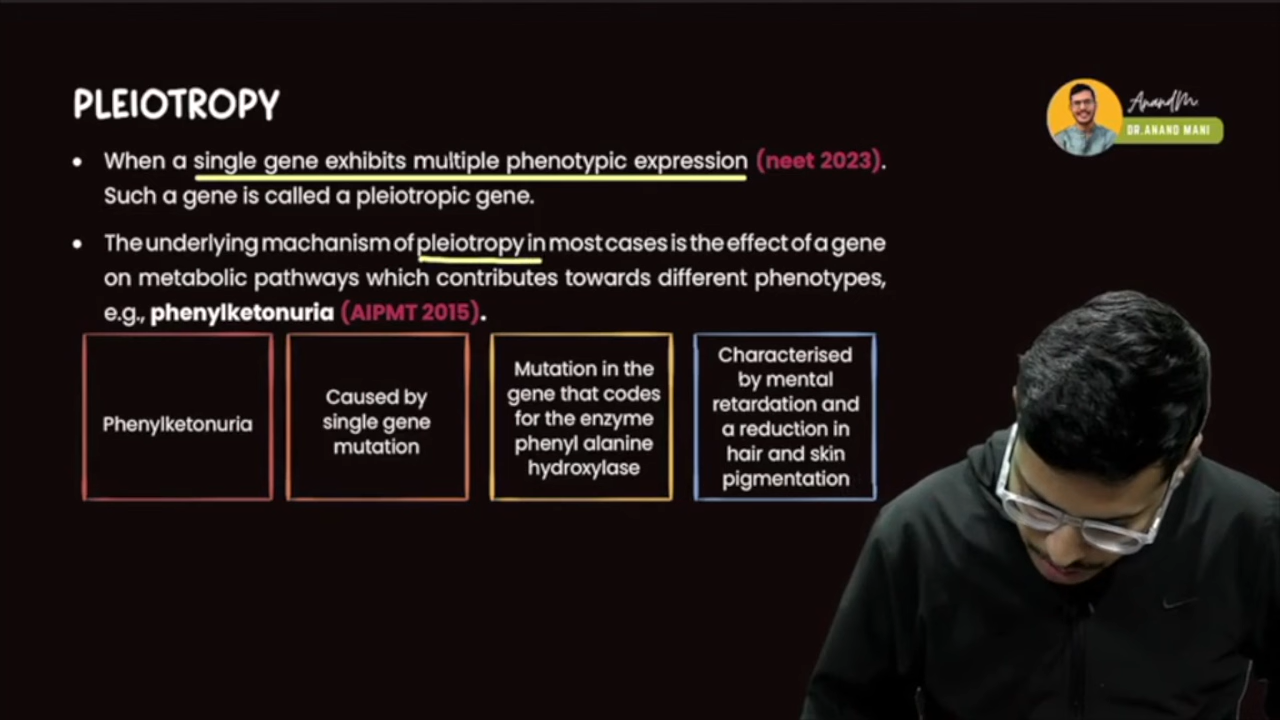 PLEIOTROPY
AnandM.
DR.ANAND MANI
• When a single gene exhibits multiple phenotypic expression (neet 2023).
Such a gene is called a pleiotropic gene.
• The underlying machanism of pleiotropy in most cases is the effect of a gene
on metabolic pathways which contributes towards different phenotypes,
e.g., phenylketonuria (AIPMT 2015).
Phenylketonuria
Caused by
single gene
mutation
Mutation in the
gene that codes
for the enzyme
phenyl alanine
hydroxylase
Characterised
by mental
retardation and
a reduction in
hair and skin
pigmentation